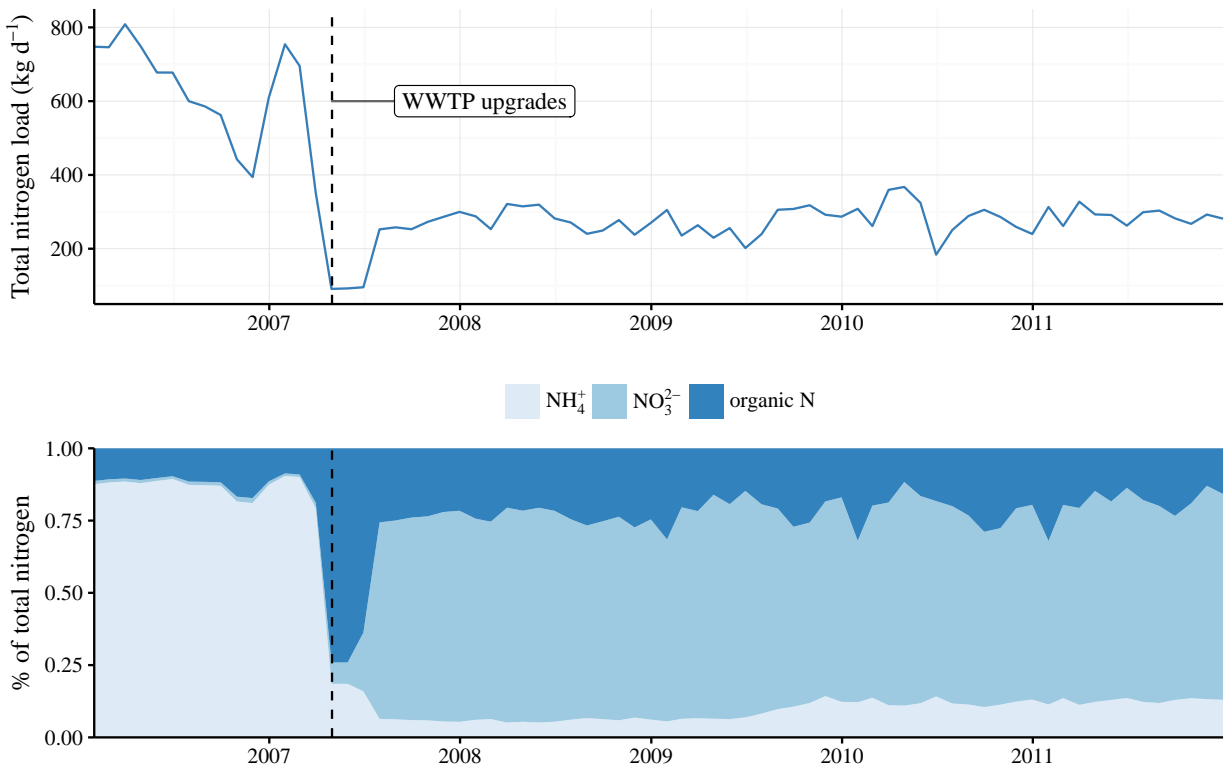 Total nitrogen load (kg d⁻¹)
800
600
400
200
WWTP upgrades
2007 2008 2009 2010 2011
NH₄⁺ NO₃²⁻ organic N
% of total nitrogen
1.00
0.75
0.50
0.25
0.00
2007 2008 2009 2010 2011